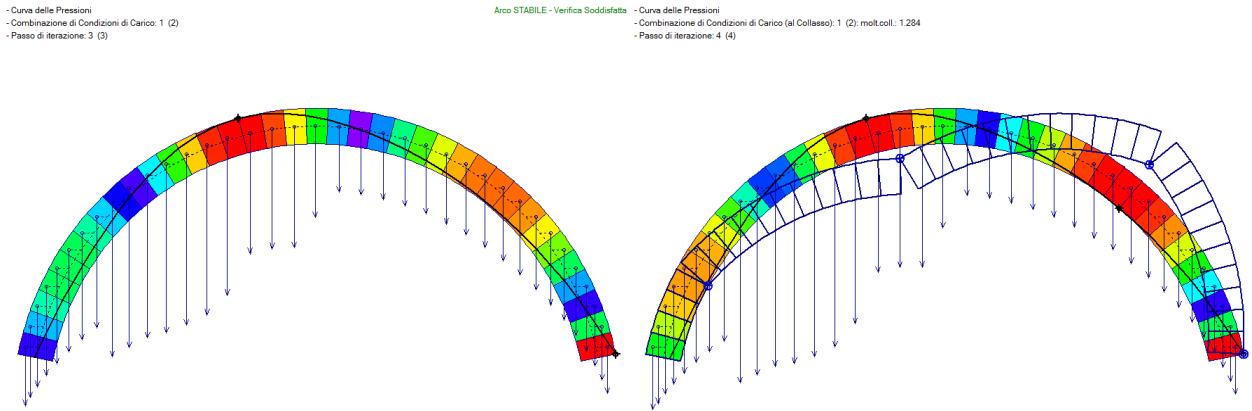 - Curva delle Pressioni
- Combinazione di Condizioni di Carico: 1 (2)
- Passo di iterazione: 3 (3)
Arco STABILE - Verifica Soddisfatta
- Curva delle Pressioni
- Combinazione di Condizioni di Carico (al Collasso): 1 (2): molt.coll.: 1.284
- Passo di iterazione: 4 (4)